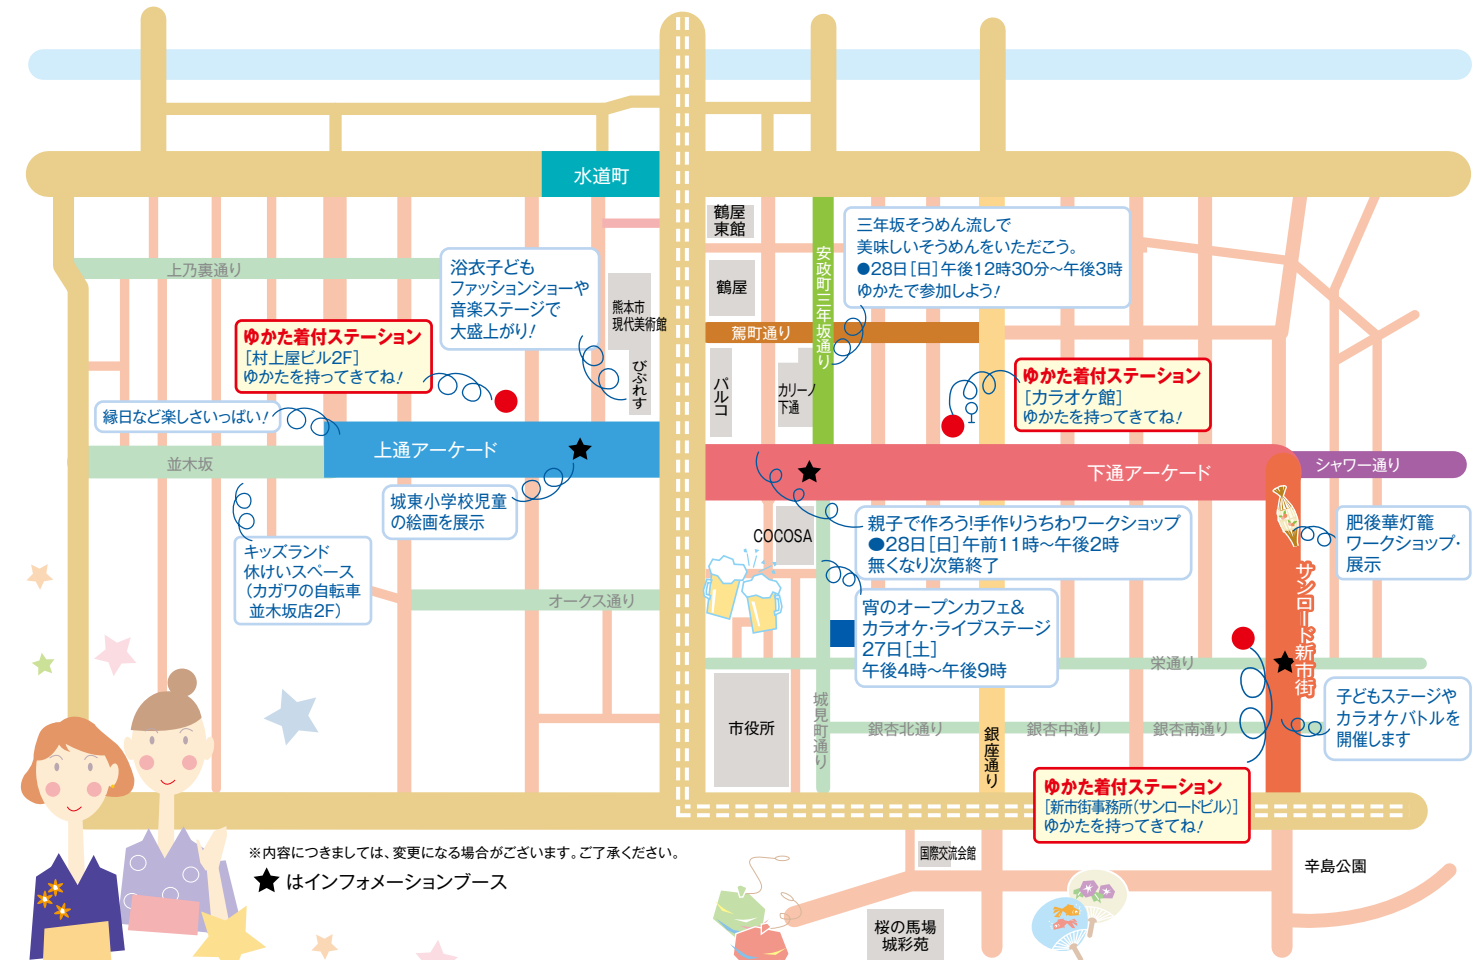 水道町
鶴屋
東館
鶴屋
安政町三年坂通り
三年坂そうめん流しで
美味しいそうめんをいただこう。
●28日[日]午後12時30分〜午後3時
ゆかたで参加しよう!
上乃裏通り
浴衣子ども
ファッションショーや
音楽ステージで
大盛上がり!
熊本市
現代美術館
びぷれす
駕町通り
ゆかた着付ステーション
[村上屋ビル2F]
ゆかたを持ってきてね!
パルコ
カリーノ
下通
ゆかた着付ステーション
[カラオケ館]
ゆかたを持ってきてね!
縁日など楽しさいっぱい!
並木坂
上通アーケード
下通アーケード
シャワー通り
城東小学校児童
の絵画を展示
COCOSA
親子で作ろう!手作りうちわワークショップ
●28日[日]午前11時〜午後2時
無くなり次第終了
肥後華灯籠
ワークショップ・
展示
キッズランド
休けいスペース
(カガワの自転車
並木坂店2F)
オークス通り
宵のオープンカフェ&
カラオケ・ライブステージ
27日[土]
午後4時〜午後9時
サンロード新市街
栄通り
市役所
城見町通り
銀杏北通り
銀座通り
銀杏中通り
銀杏南通り
子どもステージや
カラオケバトルを
開催します
ゆかた着付ステーション
[新市街事務所(サンロードビル)]
ゆかたを持ってきてね!
※内容につきましては、変更になる場合がございます。ご了承ください。
★はインフォメーションブース
国際交流会館
辛島公園
桜の馬場
城彩苑